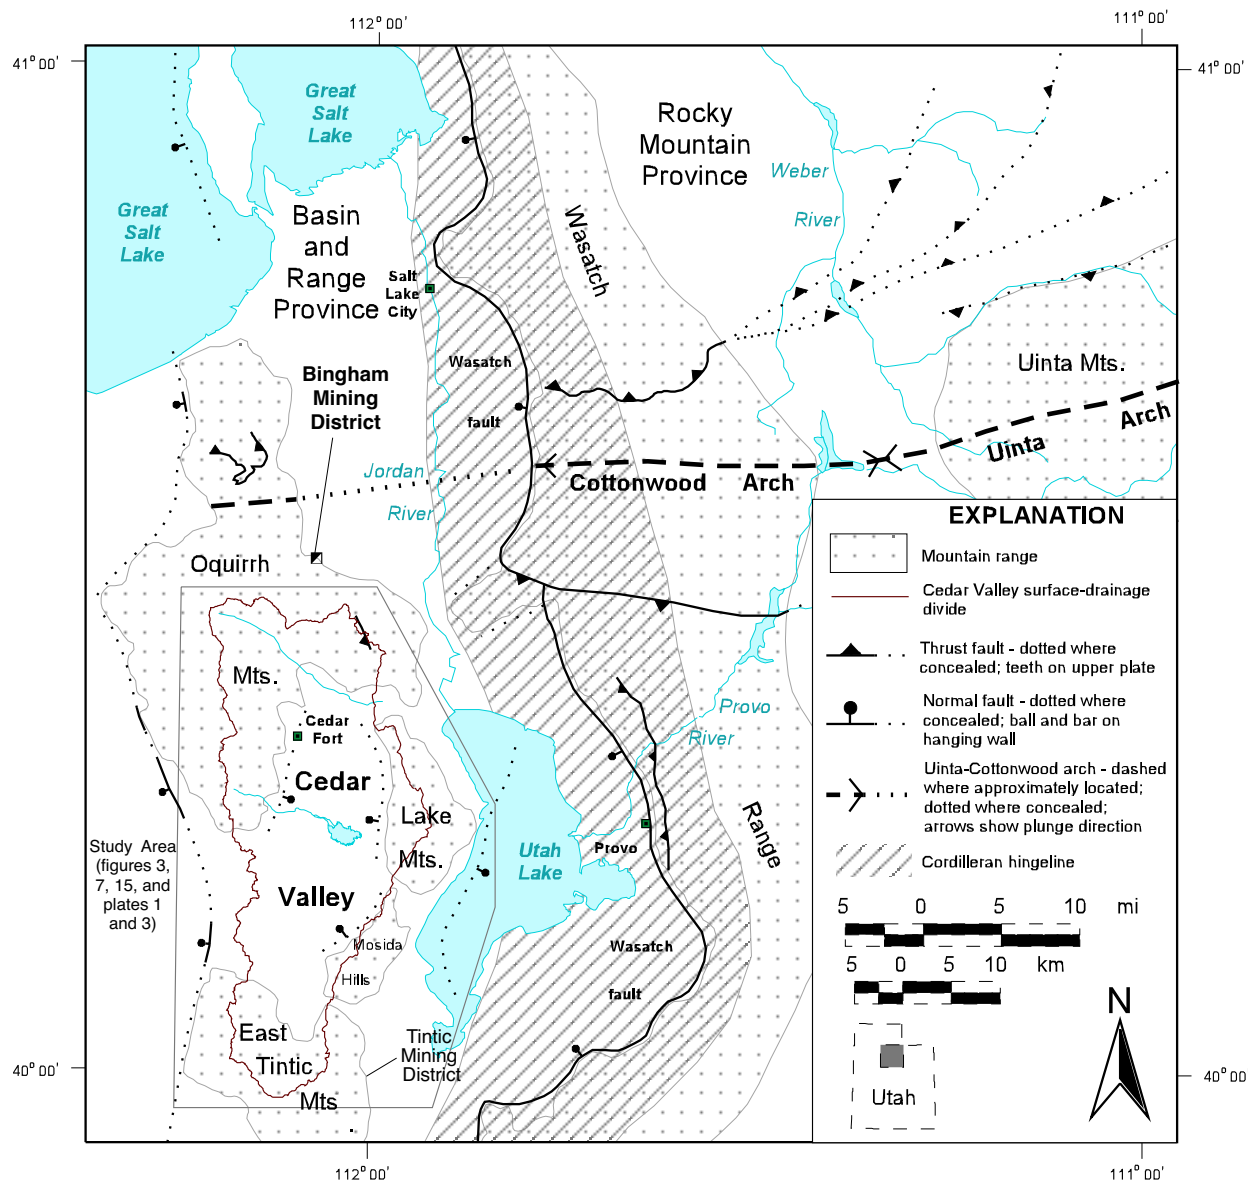 112° 00'
111° 00'
41° 00'
41° 00'
Great
Salt
Lake
Great
Salt
Lake
Basin
and
Range
Province
Salt
Lake
City
Rocky
Mountain
Province
Weber
River
Wasatch
Wasatch
fault
Bingham
Mining
District
Uinta Mts.
Uinta
Arch
Cottonwood Arch
Jordan
River
Oquirrh
Mts.
Cedar
Fort
Cedar
Valley
Lake
Mts.
Mosida
Hills
East
Tintic
Mts
Tintic
Mining
District
Study Area
(figures 3,
7, 15, and
plates 1
and 3)
Utah
Lake
Provo
Provo
River
Range
Wasatch
fault
EXPLANATION
Mountain range
Cedar Valley surface-drainage
divide
Thrust fault - dotted where
concealed; teeth on upper plate
Normal fault - dotted where
concealed; ball and bar on
hanging wall
Uinta-Cottonwood arch - dashed
where approximately located;
dotted where concealed;
arrows show plunge direction
Cordilleran hingeline
5 0 5 10 mi
5 0 5 10 km
N
Utah
40° 00'
40° 00
112° 00'
111° 00'